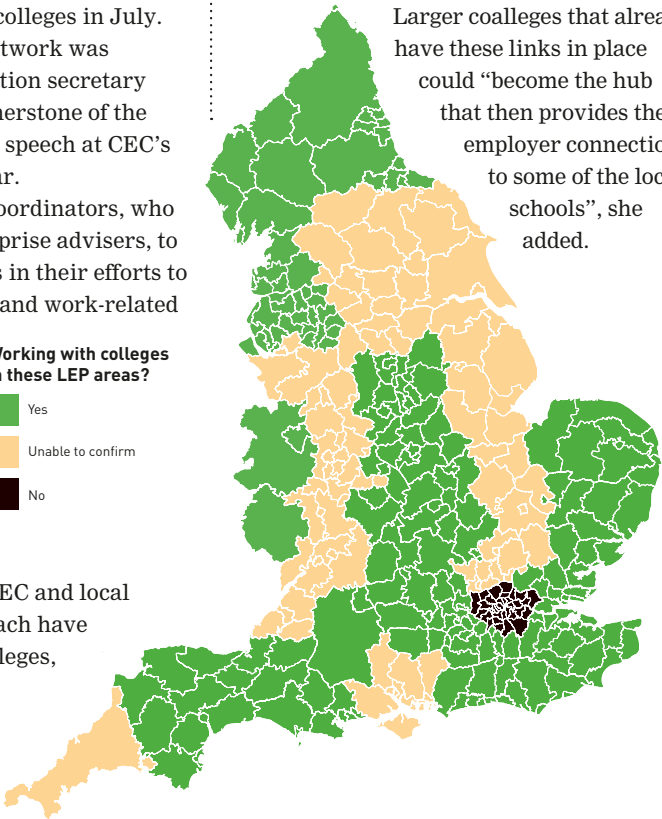 colleges in July.
twork was
tion secretary
nerstone of the
speech at CEC's
ar.
oordinators, who
prise advisers, to
s in their efforts to
and work-related
Working with colleges
n these LEP areas?
Yes
Unable to confirm
No
EC and local
ach have
lleges,
Larger coalleges that alrea
have these links in place
could “become the hub
that then provides the
employer connectio
to some of the loc
schools”, she
added.